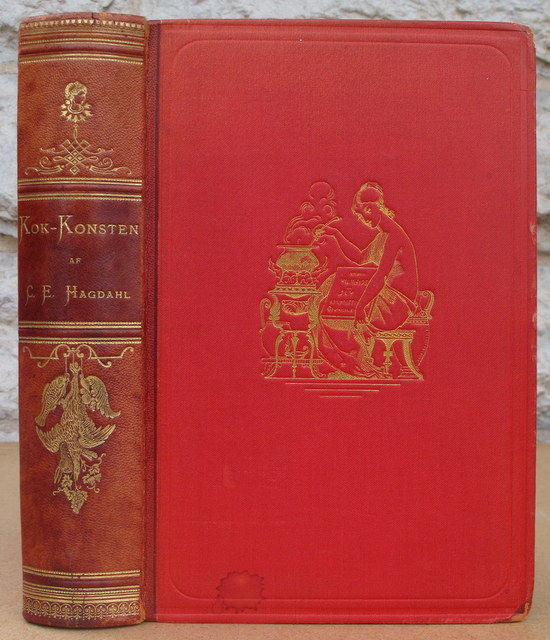 KOK-KONSTEN
AF
C. E. HAGDAHL